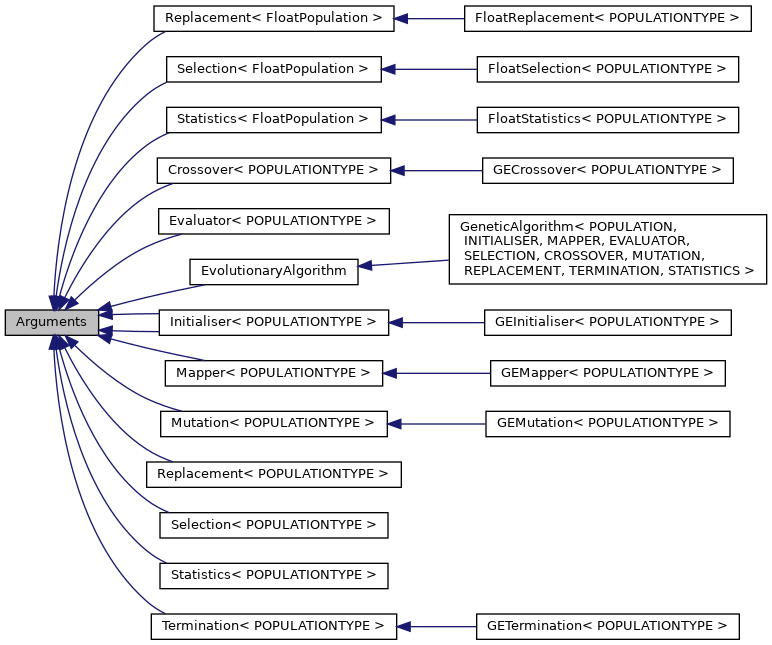 Replacement< FloatPopulation >
FloatReplacement< POPULATIONTYPE >
Selection< FloatPopulation >
FloatSelection< POPULATIONTYPE >
Statistics< FloatPopulation >
FloatStatistics< POPULATIONTYPE >
Crossover< POPULATIONTYPE >
GECrossover< POPULATIONTYPE >
Evaluator< POPULATIONTYPE >
EvolutionaryAlgorithm
GeneticAlgorithm< POPULATION,
INITIALISER, MAPPER, EVALUATOR,
SELECTION, CROSSOVER, MUTATION,
REPLACEMENT, TERMINATION, STATISTICS >
Arguments
Initialiser< POPULATIONTYPE >
GEInitialiser< POPULATIONTYPE >
Mapper< POPULATIONTYPE >
GEMapper< POPULATIONTYPE >
Mutation< POPULATIONTYPE >
GEMutation< POPULATIONTYPE >
Replacement< POPULATIONTYPE >
Selection< POPULATIONTYPE >
Statistics< POPULATIONTYPE >
Termination< POPULATIONTYPE >
GETermination< POPULATIONTYPE >